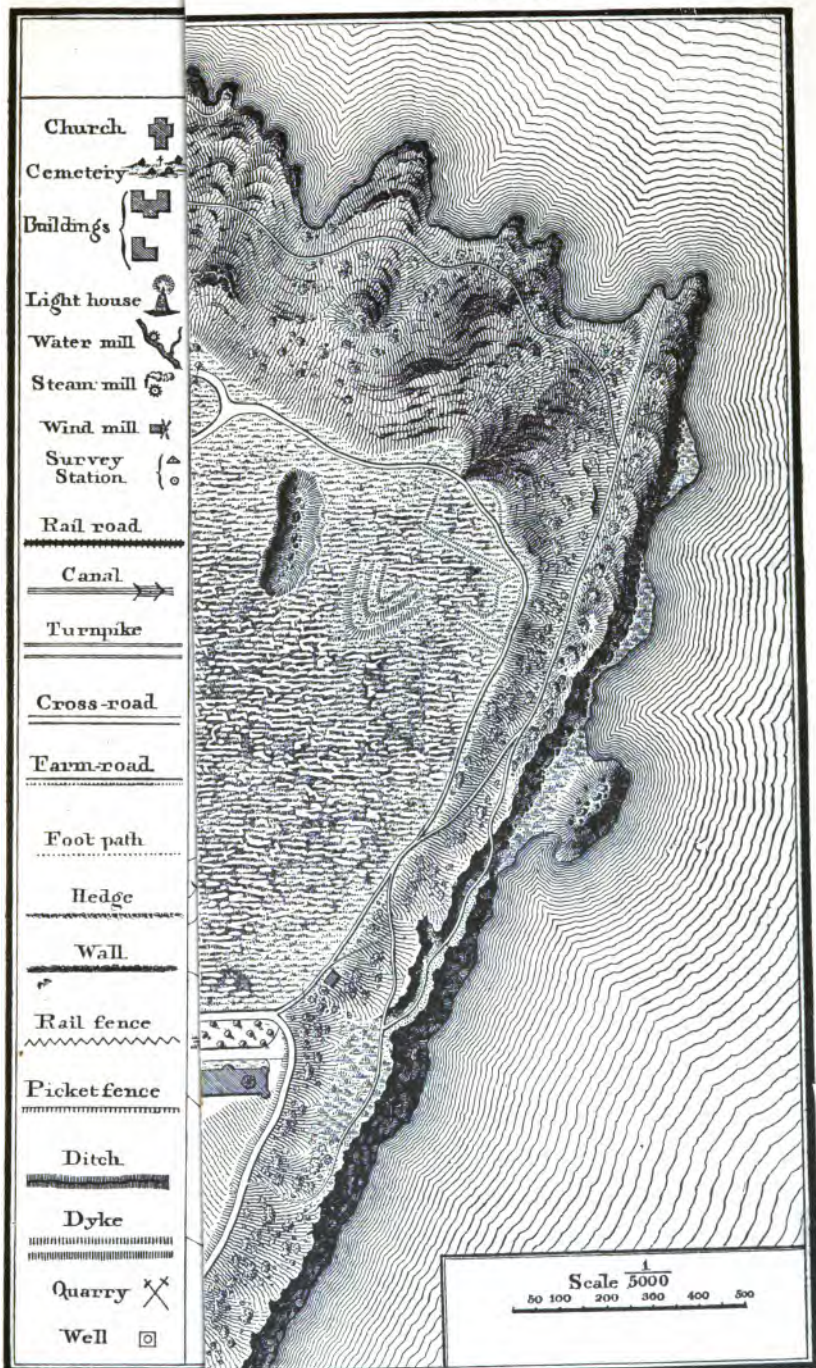 Church
Cemetery
Buildings
Light house
Water mill
Steam mill
Wind mill
Survey
Station
Rail road
Canal
Turnpike
Cross-road
Farm-road
Foot path
Hedge
Wall
Rail fence
Picket fence
Ditch
Dyke
Quarry
Well
Scale 1/5000
50 100 200 300 400 500